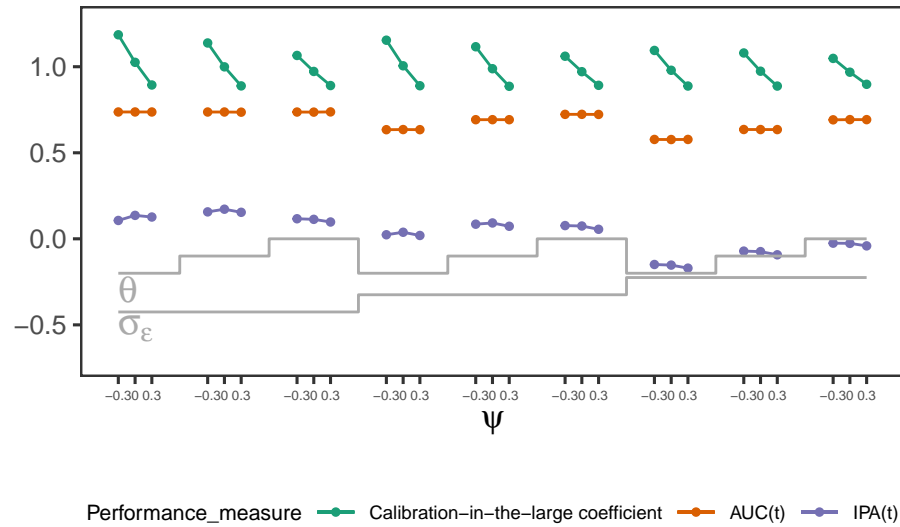 1.0
0.5
0.0
−0.5
θ
σε
−0.30 0.3 −0.30 0.3 −0.30 0.3 −0.30 0.3 −0.30 0.3 −0.30 0.3 −0.30 0.3 −0.30 0.3 −0.30 0.3
ψ
Performance_measure Calibration−in−the−large coefficient AUC(t) IPA(t)